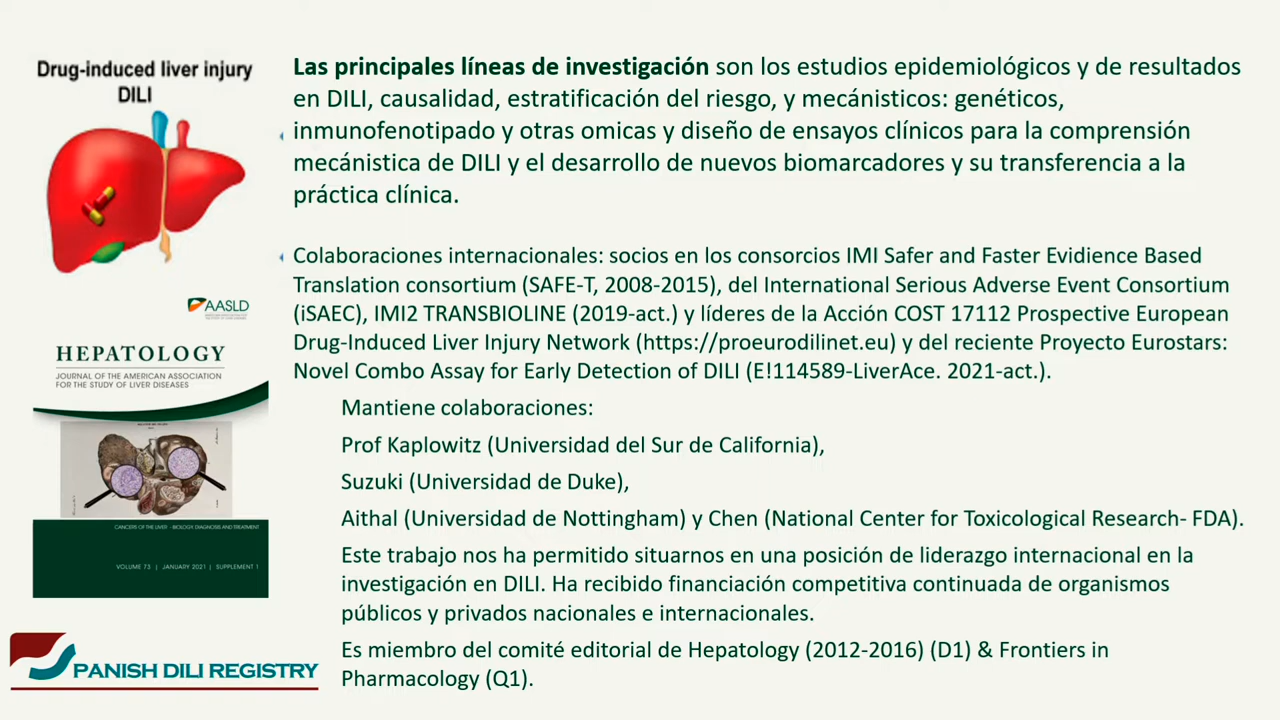 Drug-induced liver injury
DILI
AASLD
HEPATOLOGY
JOURNAL OF THE AMERICAN ASSOCIATION
FOR THE STUDY OF LIVER DISEASES
CANCERS OF THE LIVER - BIOLOGY, DIAGNOSIS AND TREATMENT
VOLUME 73 | JANUARY 2021 | SUPPLEMENT 1
SPANISH DILI REGISTRY
Las principales líneas de investigación son los estudios epidemiológicos y de resultados
en DILI, causalidad, estratificación del riesgo, y mecánisticos: genéticos,
inmunofenotipado y otras omicas y diseño de ensayos clínicos para la comprensión
mecánistica de DILI y el desarrollo de nuevos biomarcadores y su transferencia a la
práctica clínica.
Colaboraciones internacionales: socios en los consorcios IMI Safer and Faster Evidience Based
Translation consortium (SAFE-T, 2008-2015), del International Serious Adverse Event Consortium
(iSAEC), IMI2 TRANSBIOLINE (2019-act.) y líderes de la Acción COST 17112 Prospective European
Drug-Induced Liver Injury Network (https://proeurodilinet.eu) y del reciente Proyecto Eurostars:
Novel Combo Assay for Early Detection of DILI (E!114589-LiverAce. 2021-act.).
Mantiene colaboraciones:
Prof Kaplowitz (Universidad del Sur de California),
Suzuki (Universidad de Duke),
Aithal (Universidad de Nottingham) y Chen (National Center for Toxicological Research- FDA).
Este trabajo nos ha permitido situarnos en una posición de liderazgo internacional en la
investigación en DILI. Ha recibido financiación competitiva continuada de organismos
públicos y privados nacionales e internacionales.
Es miembro del comité editorial de Hepatology (2012-2016) (D1) & Frontiers in
Pharmacology (Q1).